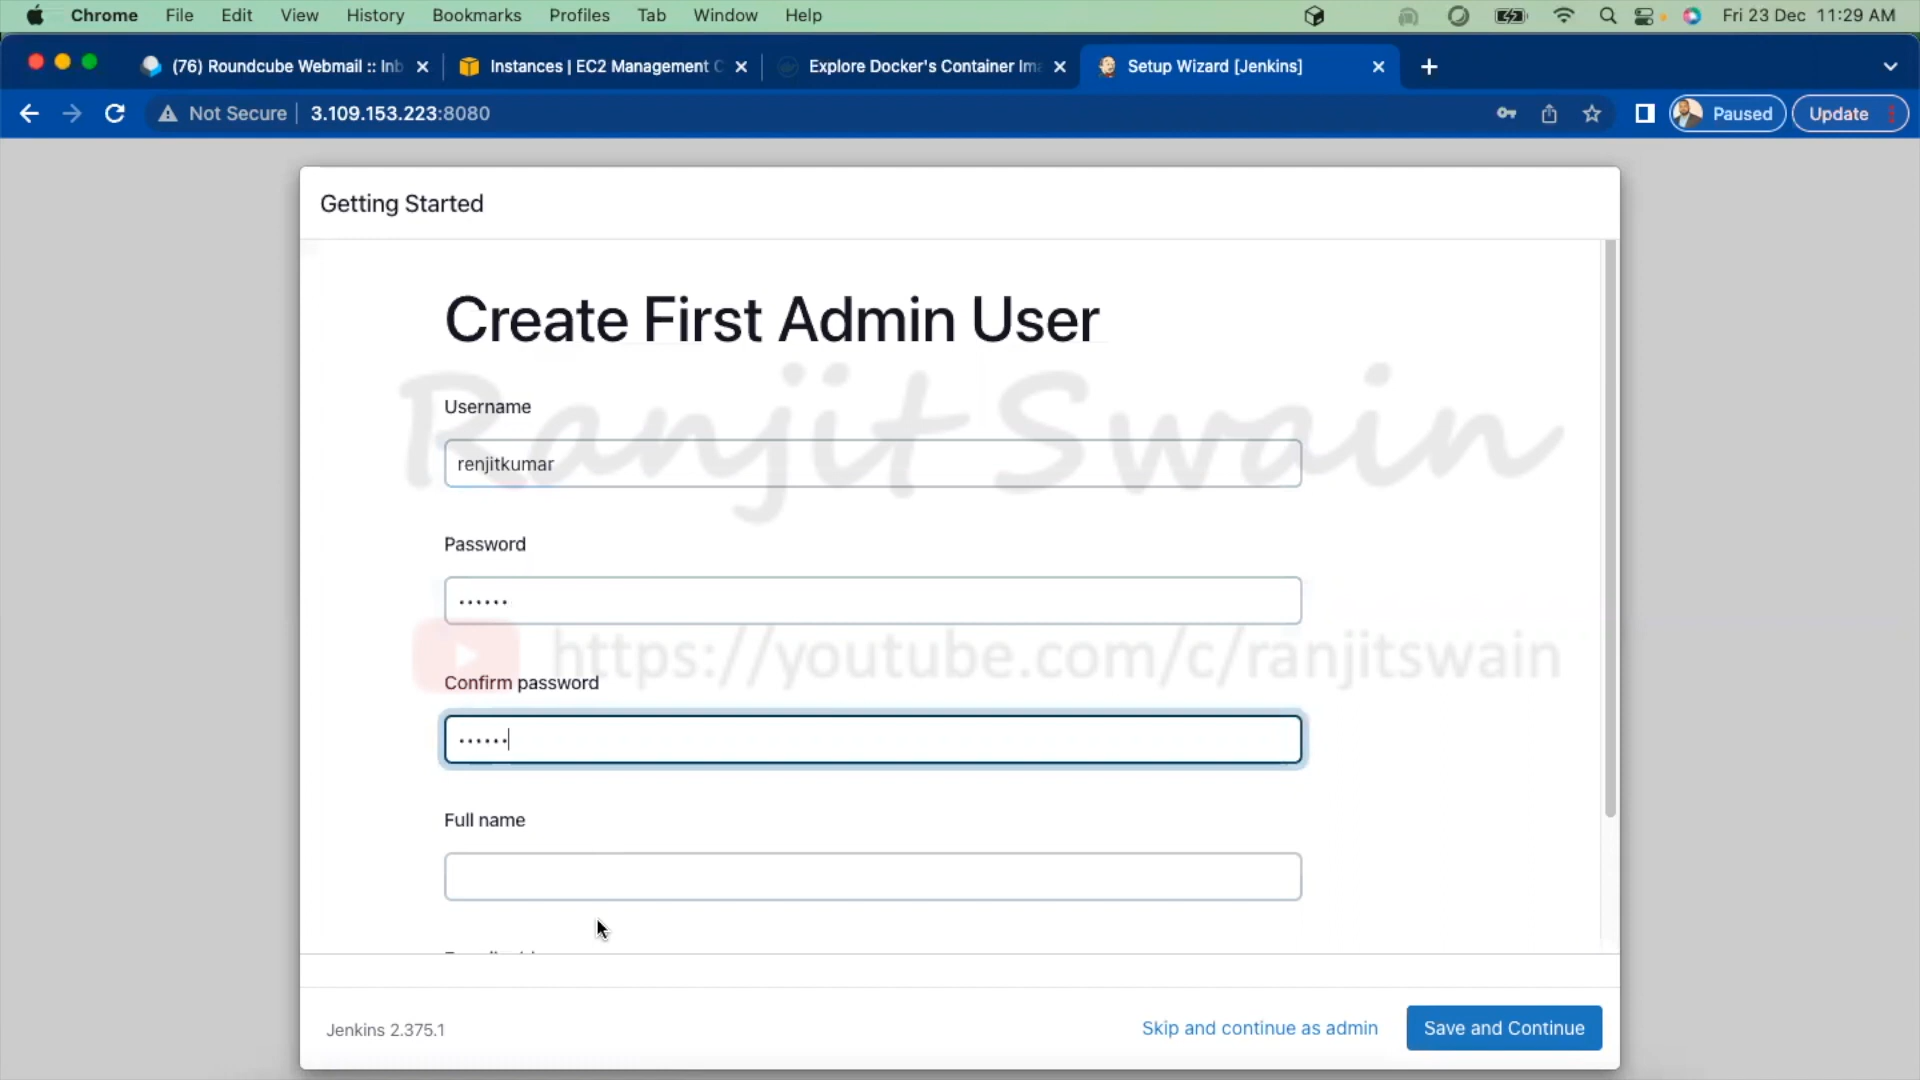 Chrome File Edit View History Bookmarks Profiles Tab Window Help Fri 23 Dec 11:29 AM
(76) Roundcube Webmail :: Inb
Instances | EC2 Management C
Explore Docker's Container Ima
Setup Wizard [Jenkins]
Not Secure 3.109.153.223:8080 Paused Update
Getting Started
Create First Admin User
Ranjit Swain
Username
renjitkumar
Password
••••••
https://youtube.com/c/ranjitswain
Confirm password
••••••
Full name
Jenkins 2.375.1
Skip and continue as admin
Save and Continue